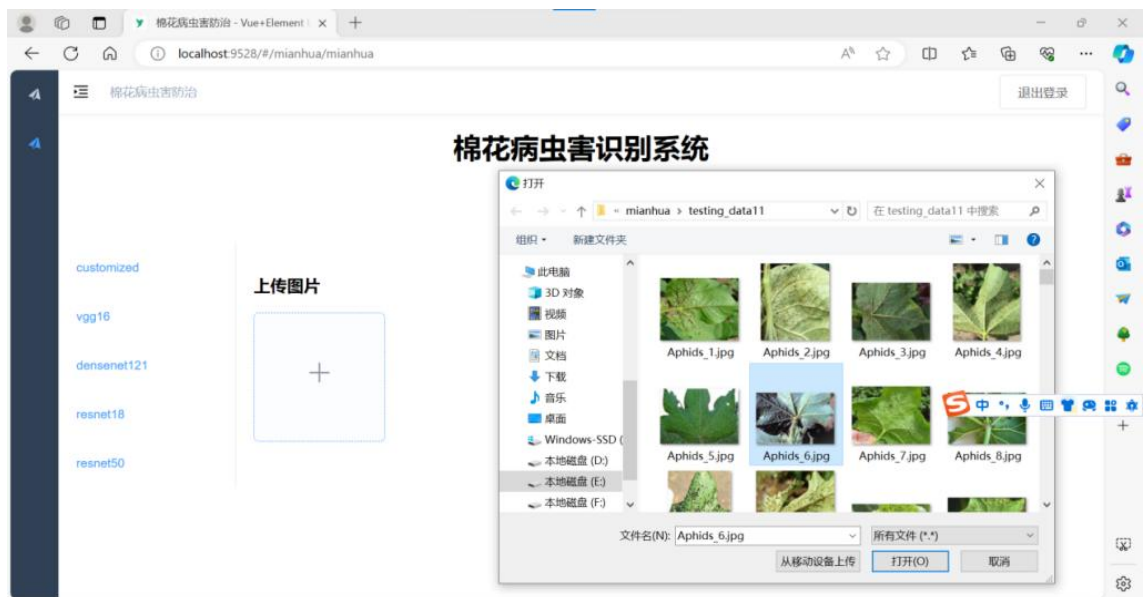 棉花病虫害防治 - Vue+Element
localhost:9528/#/mianhua/mianhua
棉花病虫害防治
退出登录
棉花病虫害识别系统
customized
vgg16
densenet121
resnet18
resnet50
上传图片
打开
« mianhua › testing_data11
在 testing_data11 中搜索
组织
新建文件夹
此电脑
3D 对象
视频
图片
文档
下载
音乐
桌面
Windows-SSD (
本地磁盘 (D:)
本地磁盘 (E:)
本地磁盘 (F:)
Aphids_1.jpg
Aphids_2.jpg
Aphids_3.jpg
Aphids_4.jpg
Aphids_5.jpg
Aphids_6.jpg
Aphids_7.jpg
Aphids_8.jpg
中
文件名(N): Aphids_6.jpg
所有文件 (*.*)
从移动设备上传
打开(O)
取消